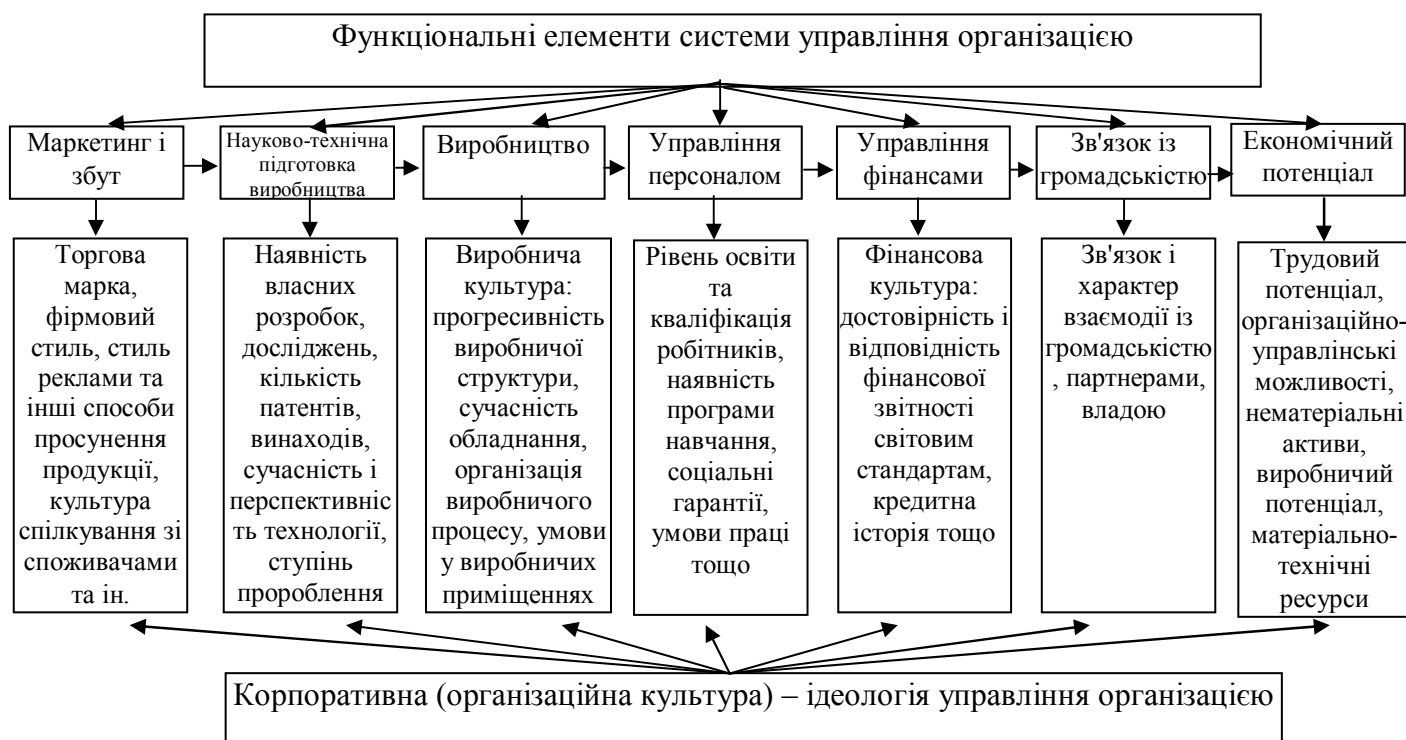 Функціональні елементи системи управління організацією
Маркетинг і
збут
Науково-технічна
підготовка
виробництва
Виробництво
Управління
персоналом
Управління
фінансами
Зв'язок із
громадськістю
Економічний
потенціал
Торгова
марка,
фірмовий
стиль, стиль
реклами та
інші способи
просунення
продукції,
культура
спілкування зі
споживачами
та ін.
Наявність
власних
розробок,
досліджень,
кількість
патентів,
винаходів,
сучасність і
перспективніс
ть технології,
ступінь
пророблення
Виробнича
культура:
прогресивність
виробничої
структури,
сучасність
обладнання,
організація
виробничого
процесу, умови
у виробничих
приміщеннях
Рівень освіти
та
кваліфікація
робітників,
наявність
програми
навчання,
соціальні
гарантії,
умови праці
тощо
Фінансова
культура:
достовірність і
відповідність
фінансової
звітності
світовим
стандартам,
кредитна
історія тощо
Зв'язок і
характер
взаємодії із
громадськістю
, партнерами,
владою
Трудовий
потенціал,
організаційно-
управлінські
можливості,
нематеріальні
активи,
виробничий
потенціал,
матеріально-
технічні
ресурси
Корпоративна (організаційна культура) – ідеологія управління організацією